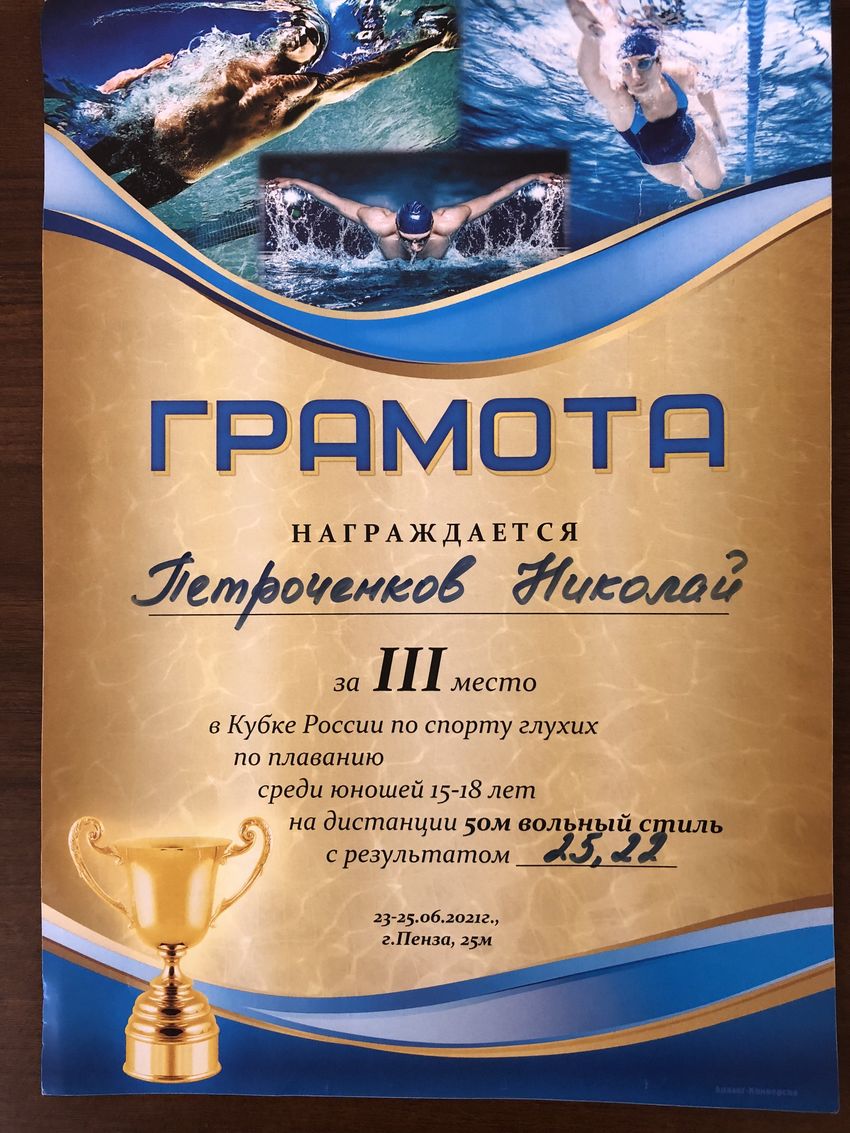 ГРАМОТА
НАГРАЖДАЕТСЯ
Петроченков Николай
за III место
в Кубке России по спорту глухих
по плаванию
среди юношей 15-18 лет
на дистанции 50м вольный стиль
с результатом 25,22
23-25.06.2021г.,
г.Пенза, 25м